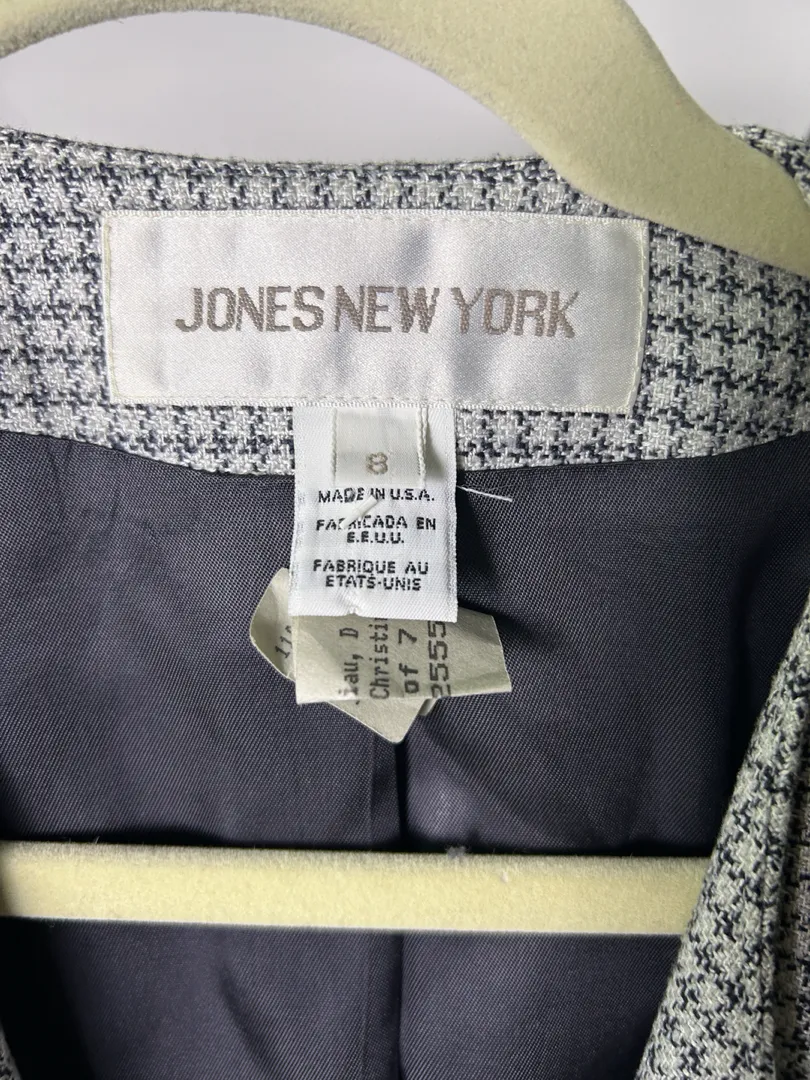 JONES NEW YORK
8
MADE IN U.S.A.
FABRICADA EN
E.E.U.U.
FABRIQUE AU
ETATS-UNIS
of 7